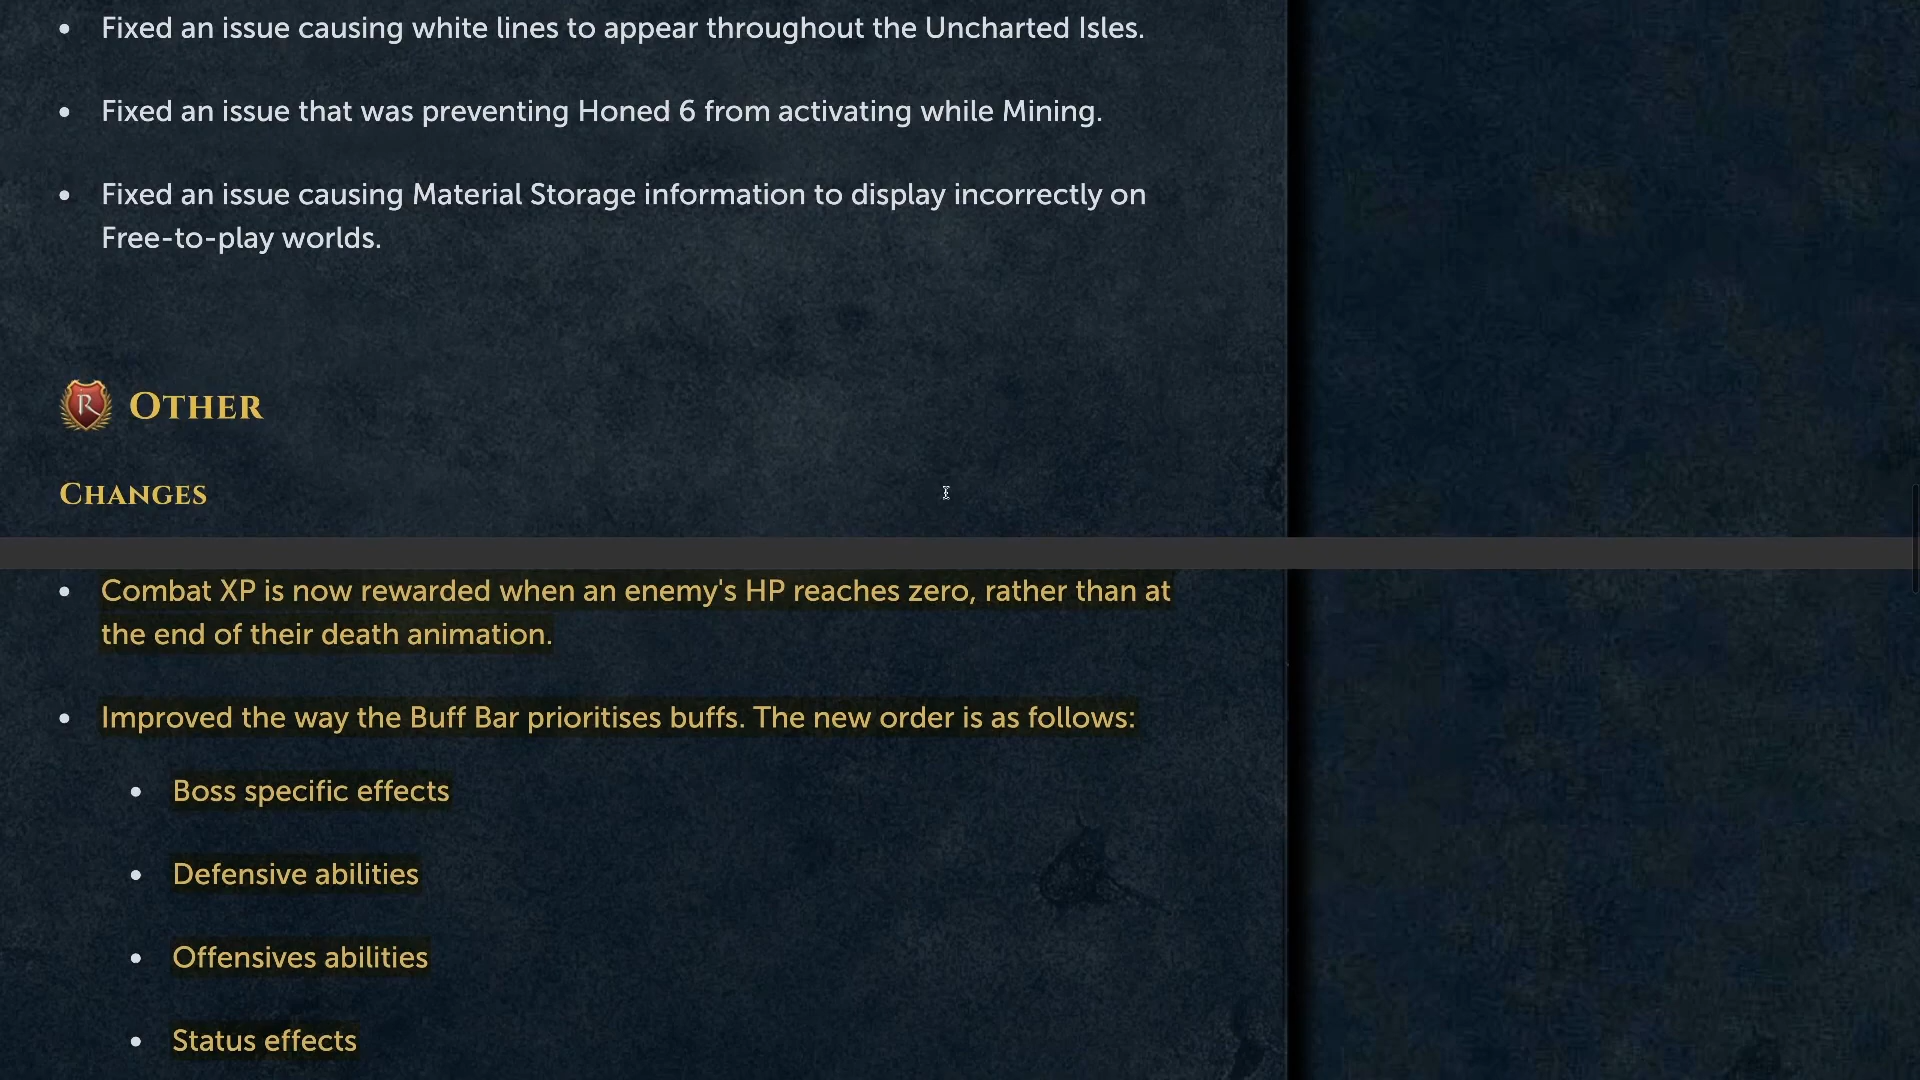 • Fixed an issue causing white lines to appear throughout the Uncharted Isles.
• Fixed an issue that was preventing Honed 6 from activating while Mining.
• Fixed an issue causing Material Storage information to display incorrectly on
Free-to-play worlds.
R OTHER
CHANGES
• Combat XP is now rewarded when an enemy's HP reaches zero, rather than at
the end of their death animation.
• Improved the way the Buff Bar prioritises buffs. The new order is as follows:
• Boss specific effects
• Defensive abilities
• Offensives abilities
• Status effects